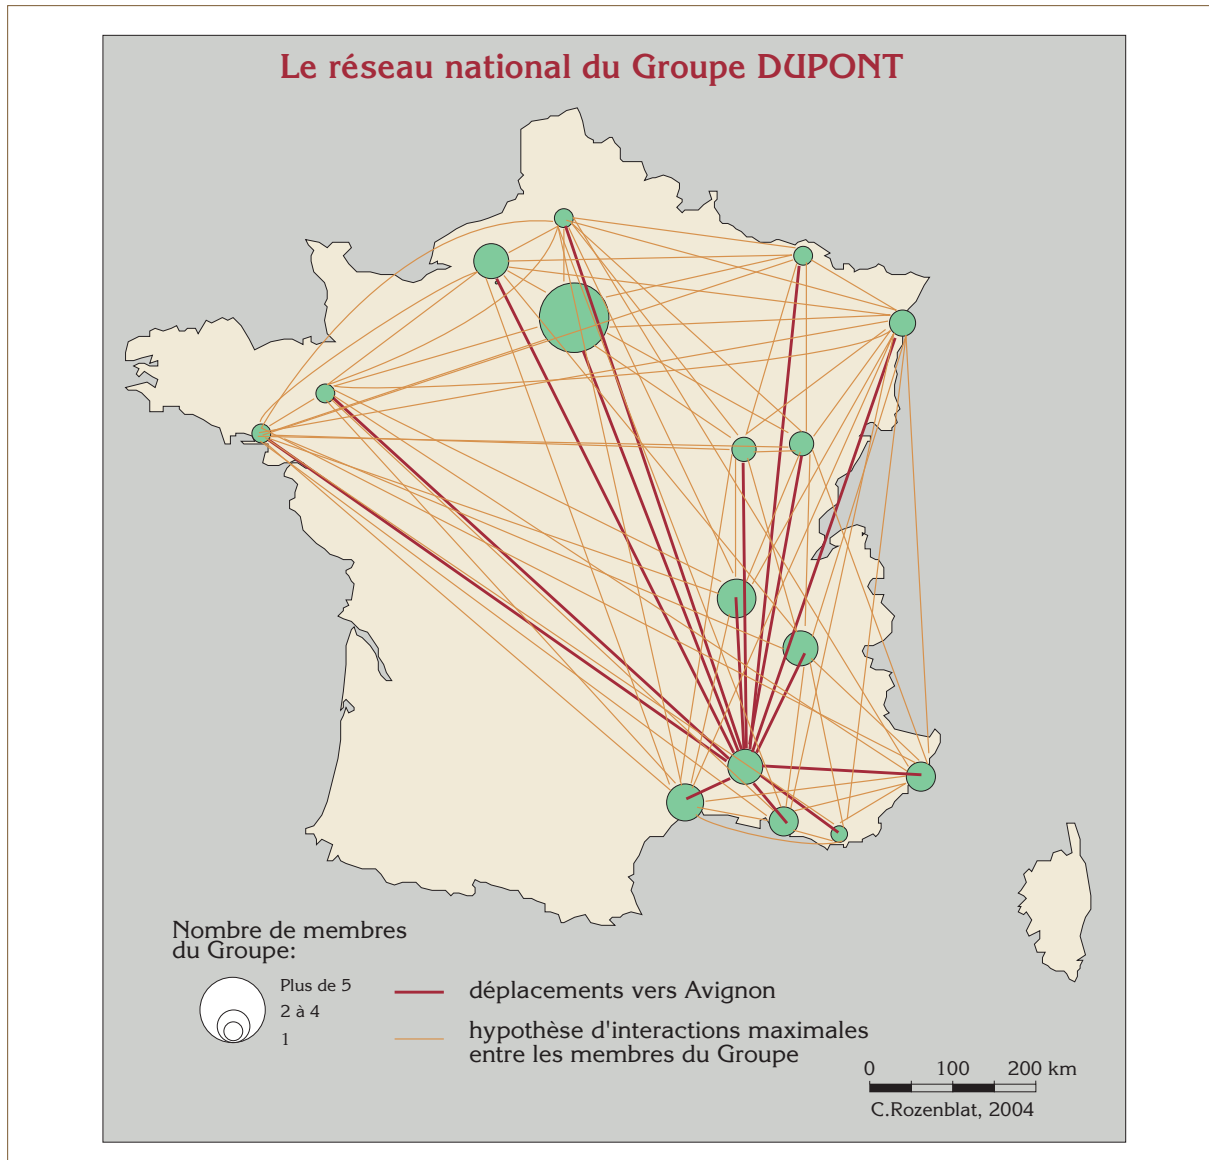 Le réseau national du Groupe DUPONT
Nombre de membres
du Groupe:
Plus de 5
2 à 4
1
déplacements vers Avignon
hypothèse d'interactions maximales
entre les membres du Groupe
0 100 200 km
C.Rozenblat, 2004